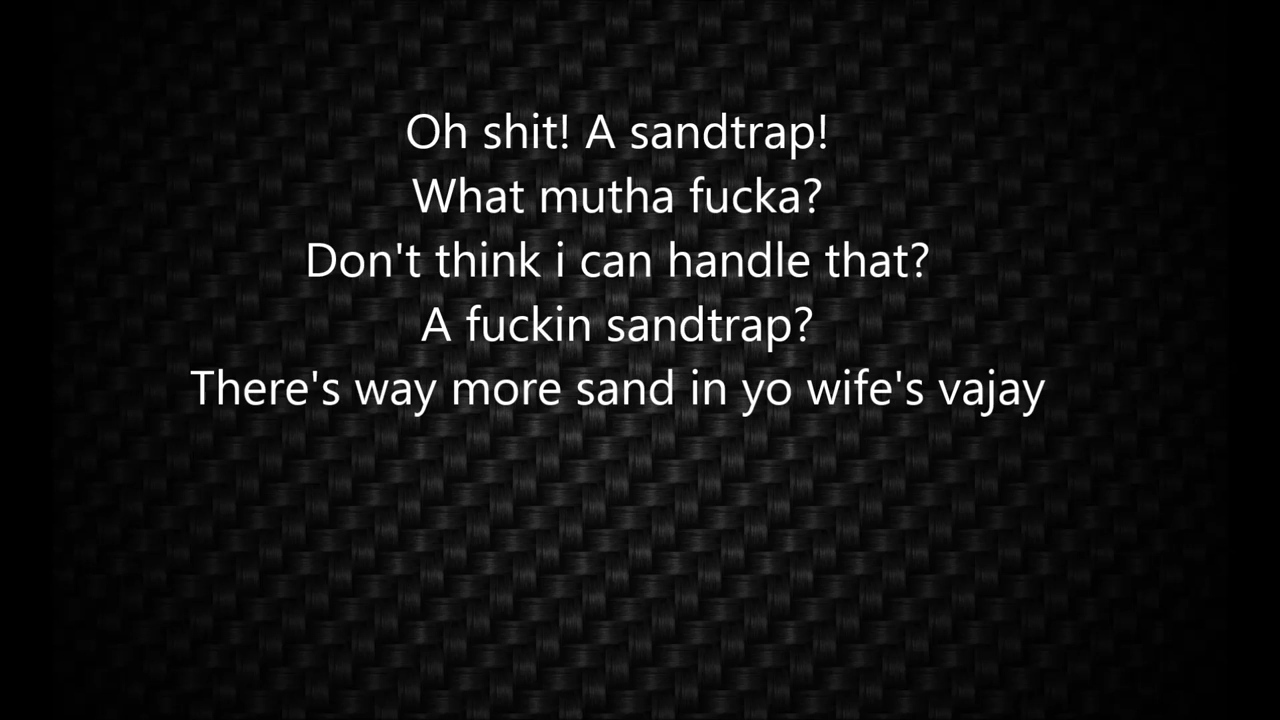 Oh shit! A sandtrap!
What mutha fucka?
Don't think i can handle that?
A fuckin sandtrap?
There's way more sand in yo wife's vajay